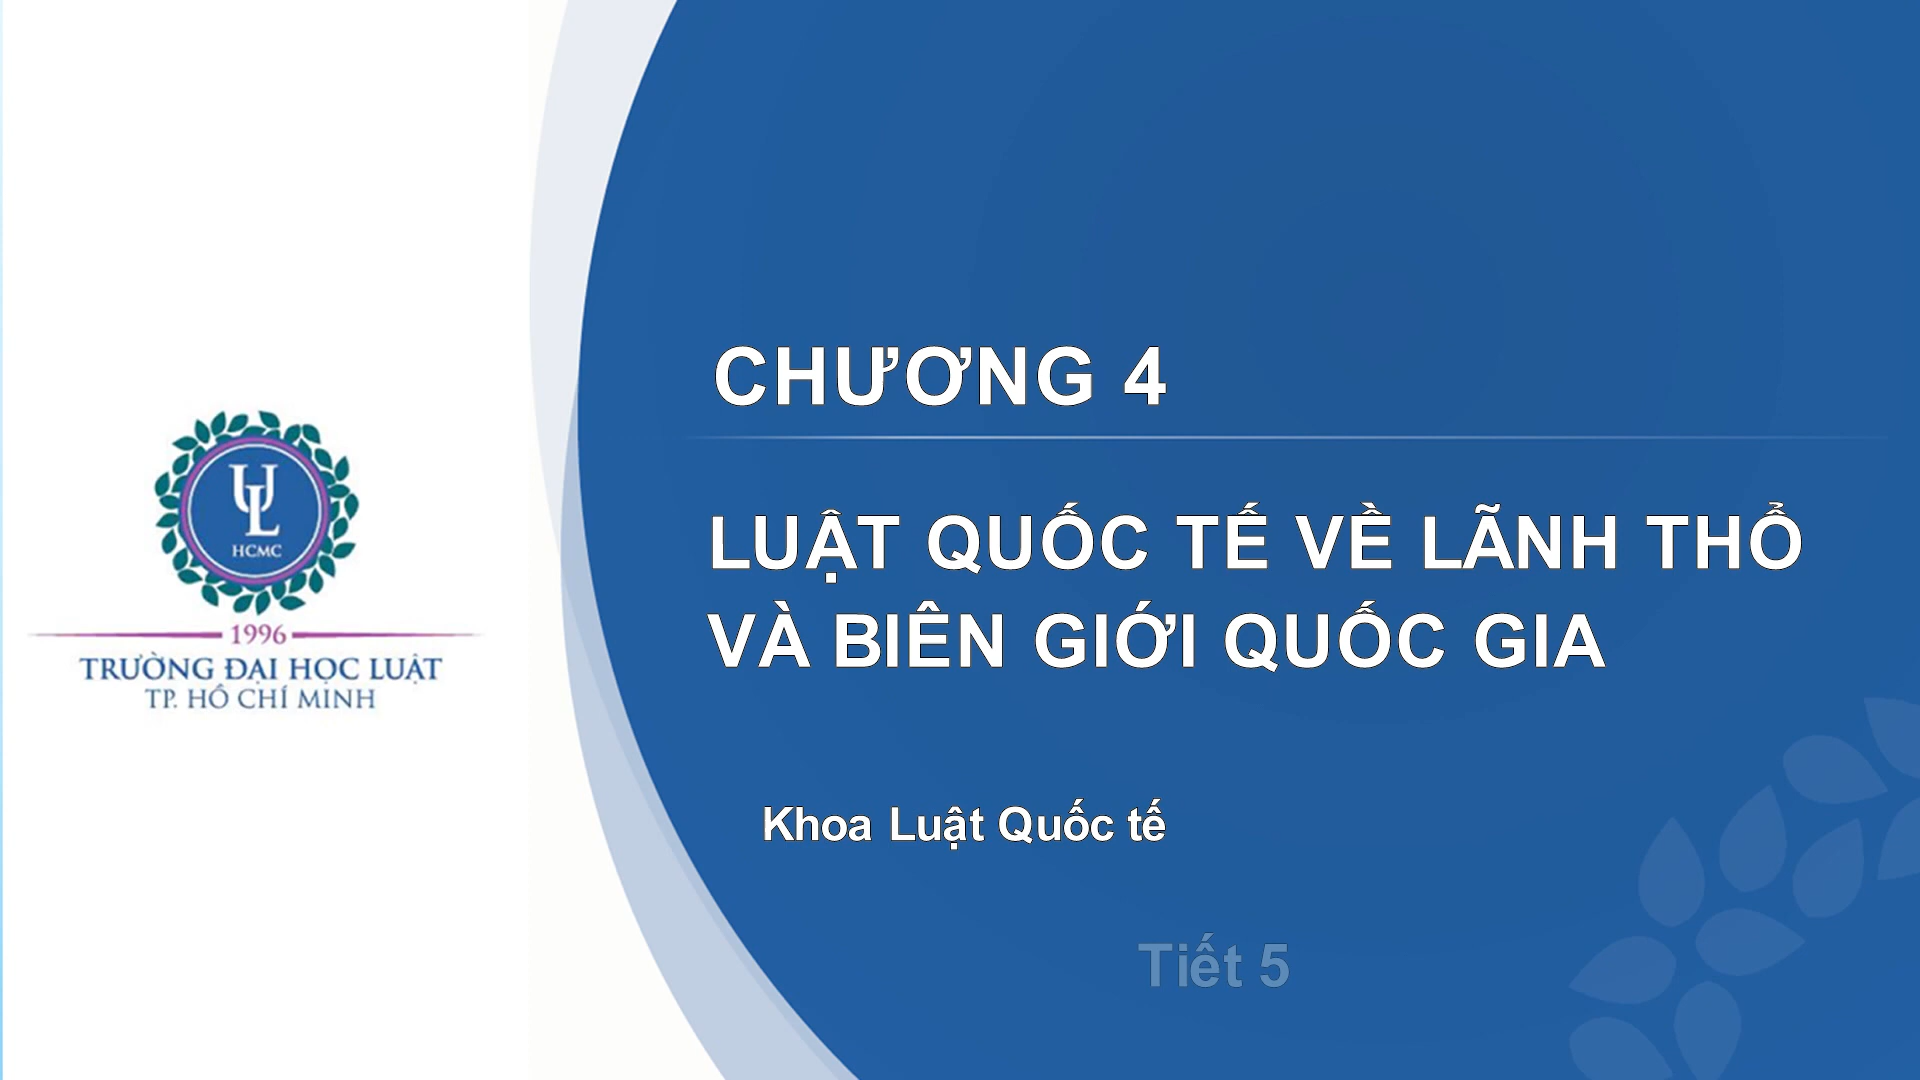 CHƯƠNG 4
LUẬT QUỐC TẾ VỀ LÃNH THỔ
VÀ BIÊN GIỚI QUỐC GIA
Khoa Luật Quốc tế
Tiết 5
UL
HCMC
1996
TRƯỜNG ĐẠI HỌC LUẬT
TP. HỒ CHÍ MINH